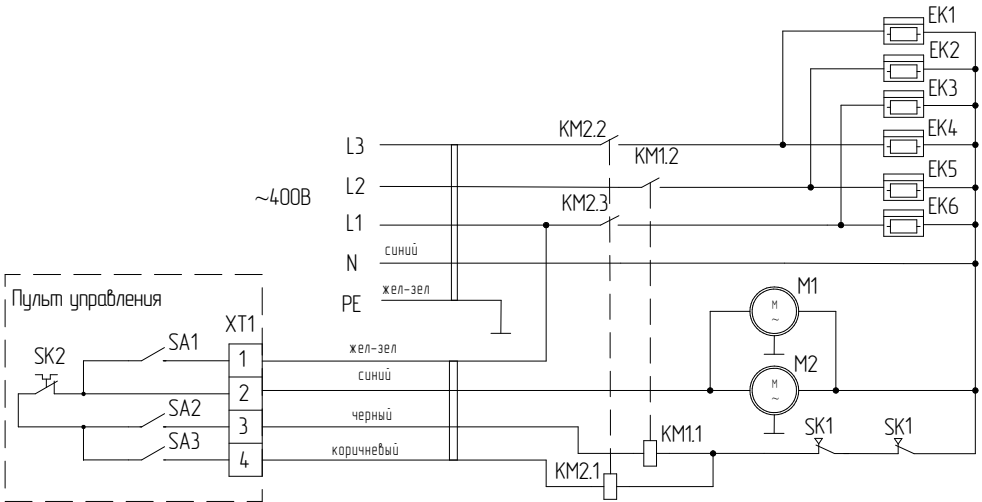 EK1
EK2
EK3
EK4
EK5
EK6
~400В
L3
L2
L1
N
PE
KM2.2
KM1.2
KM2.3
синий
жел-зел
Пульт управления
XT1
SK2
SA1
SA2
SA3
1
2
3
4
жел-зел
синий
черный
коричневый
M1
M
~
M2
M
~
KM1.1
KM2.1
SK1
SK1